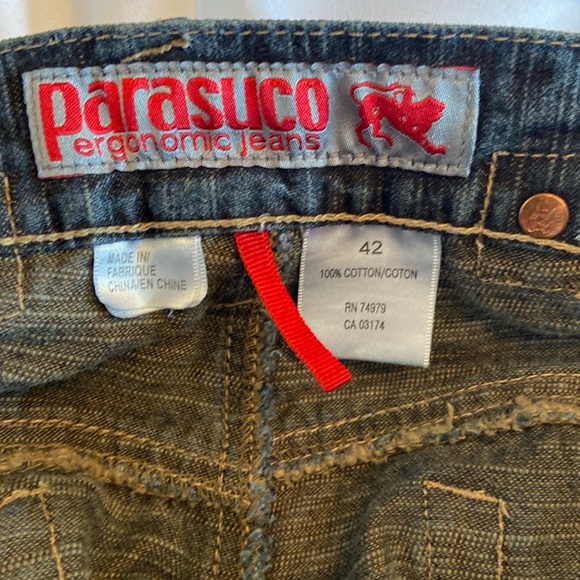 parasuco
ergonomic jeans
MADE IN/
FABRIQUE
CHINA/EN CHINE
42
100% COTTON/COTON
RN 74979
CA 03174